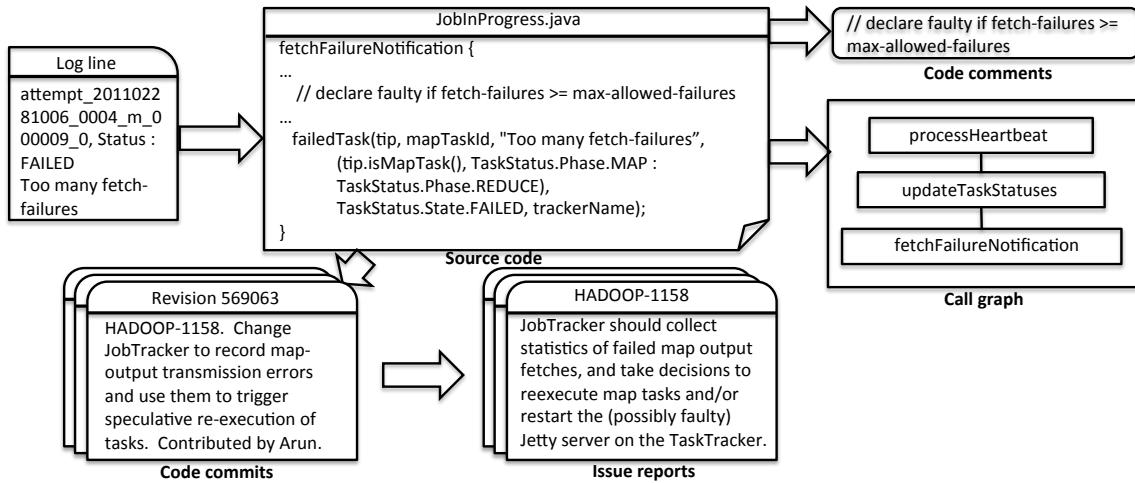 JobInProgress.java
fetchFailureNotification {
...
// declare faulty if fetch-failures >= max-allowed-failures
...
failedTask(tip, mapTaskId, "Too many fetch-failures”,
(tip.isMapTask(), TaskStatus.Phase.MAP :
TaskStatus.Phase.REDUCE),
TaskStatus.State.FAILED, trackerName);
}
Source code
Log line
attempt_2011022
81006_0004_m_0
00009_0, Status :
FAILED
Too many fetch-
failures
// declare faulty if fetch-failures >=
max-allowed-failures
Code comments
processHeartbeat
updateTaskStatuses
fetchFailureNotification
Call graph
Revision 569063
HADOOP-1158. Change
JobTracker to record map-
output transmission errors
and use them to trigger
speculative re-execution of
tasks. Contributed by Arun.
Code commits
HADOOP-1158
JobTracker should collect
statistics of failed map output
fetches, and take decisions to
reexecute map tasks and/or
restart the (possibly faulty)
Jetty server on the TaskTracker.
Issue reports